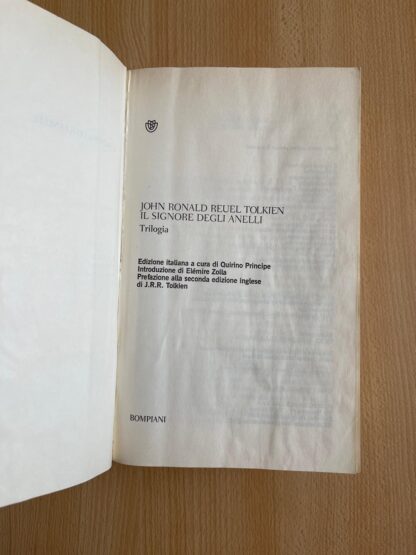 JOHN RONALD REUEL TOLKIEN
IL SIGNORE DEGLI ANELLI
Trilogia
Edizione italiana a cura di Quirino Principe
Introduzione di Elémire Zolla
Prefazione alla seconda edizione inglese
di J.R.R. Tolkien
BOMPIANI